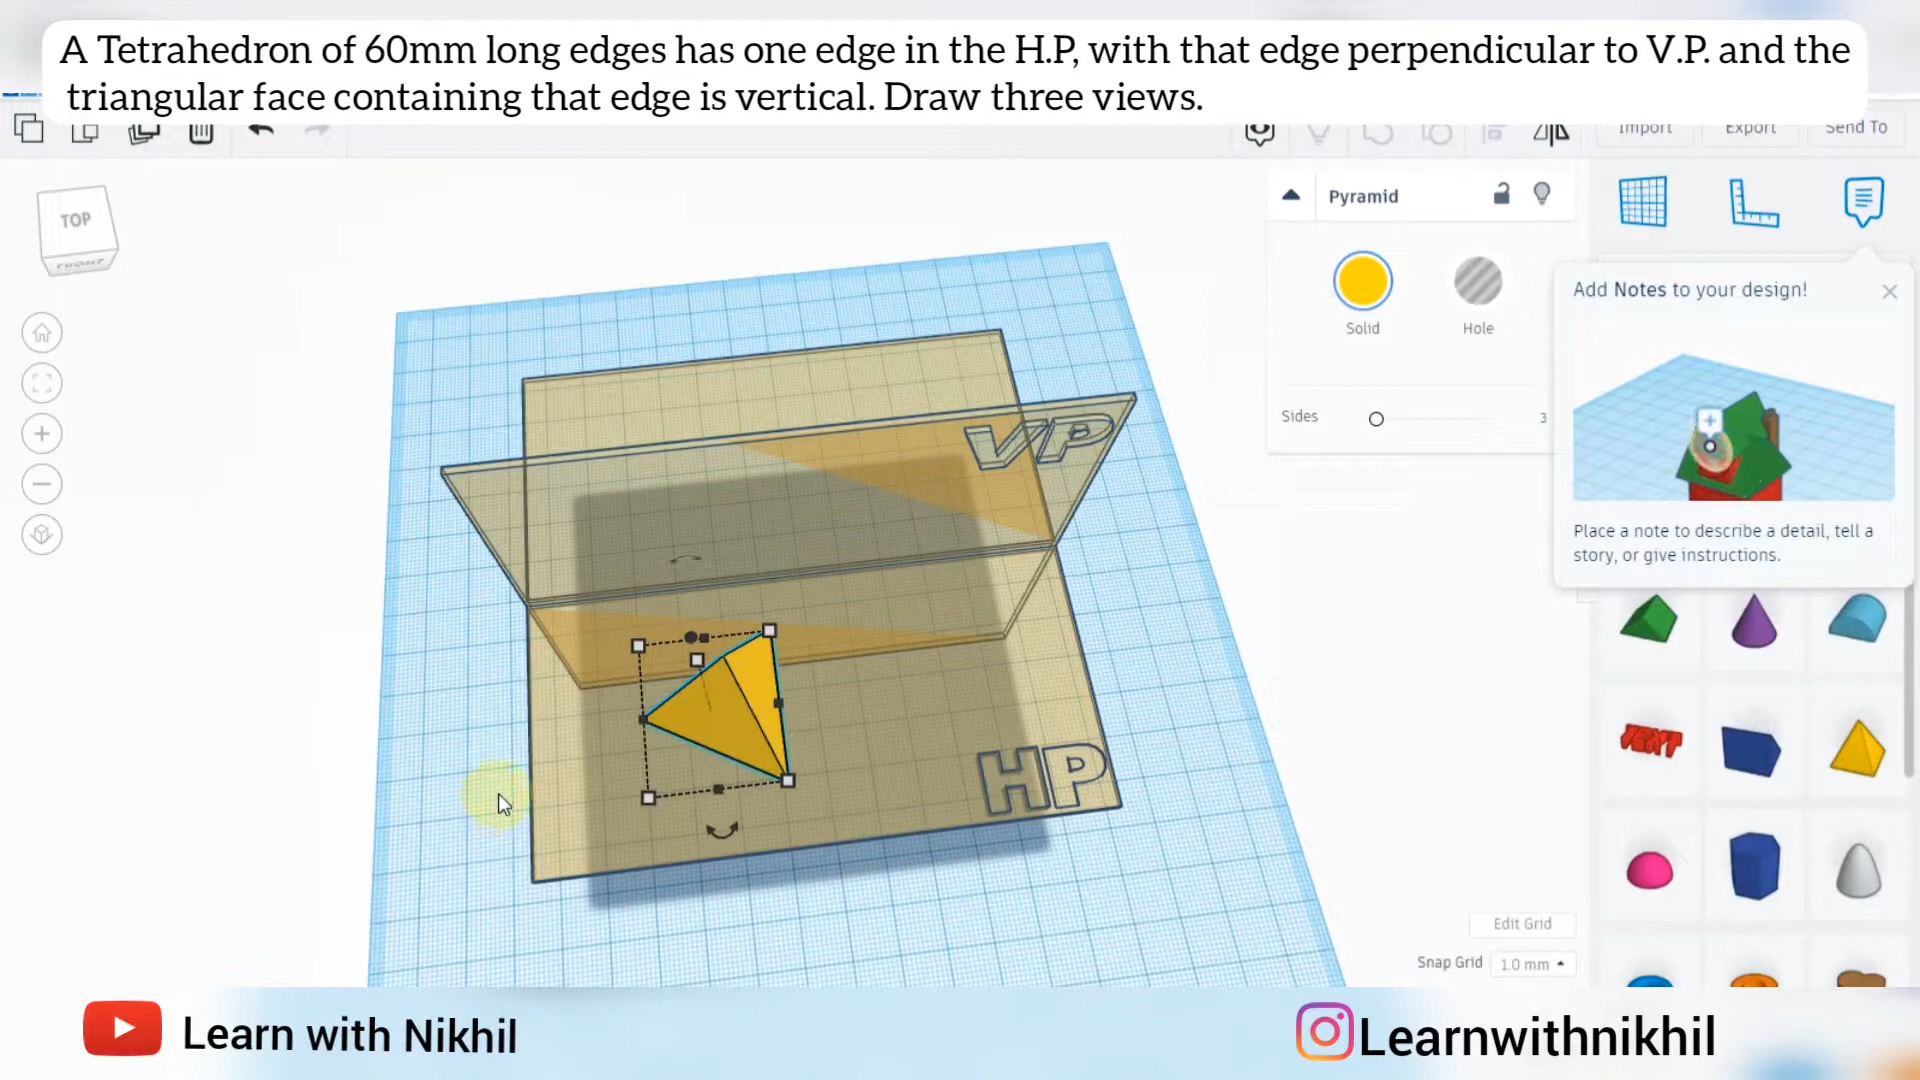 A Tetrahedron of 60mm long edges has one edge in the H.P, with that edge perpendicular to V.P. and the
triangular face containing that edge is vertical. Draw three views.
Import
Export
Send To
TOP
FRONT
Pyramid
Solid
Hole
Sides
3
Add Notes to your design!
Place a note to describe a detail, tell a
story, or give instructions.
VP
HP
TEXT
Edit Grid
Snap Grid
1.0 mm
Learn with Nikhil
Learnwithnikhil